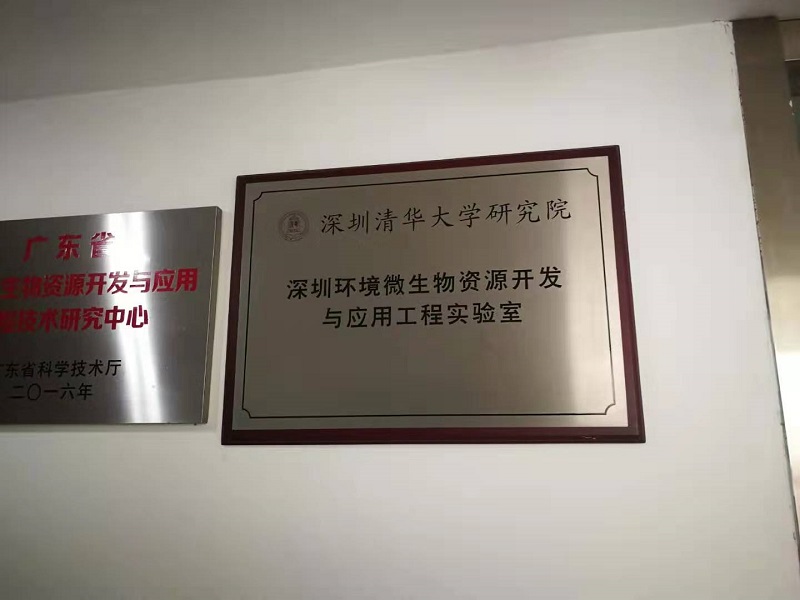 广东省
生物资源开发与应用
技术研究中心
广东省科学技术厅
二〇一六年
深圳清华大学研究院
深圳环境微生物资源开发
与应用工程实验室